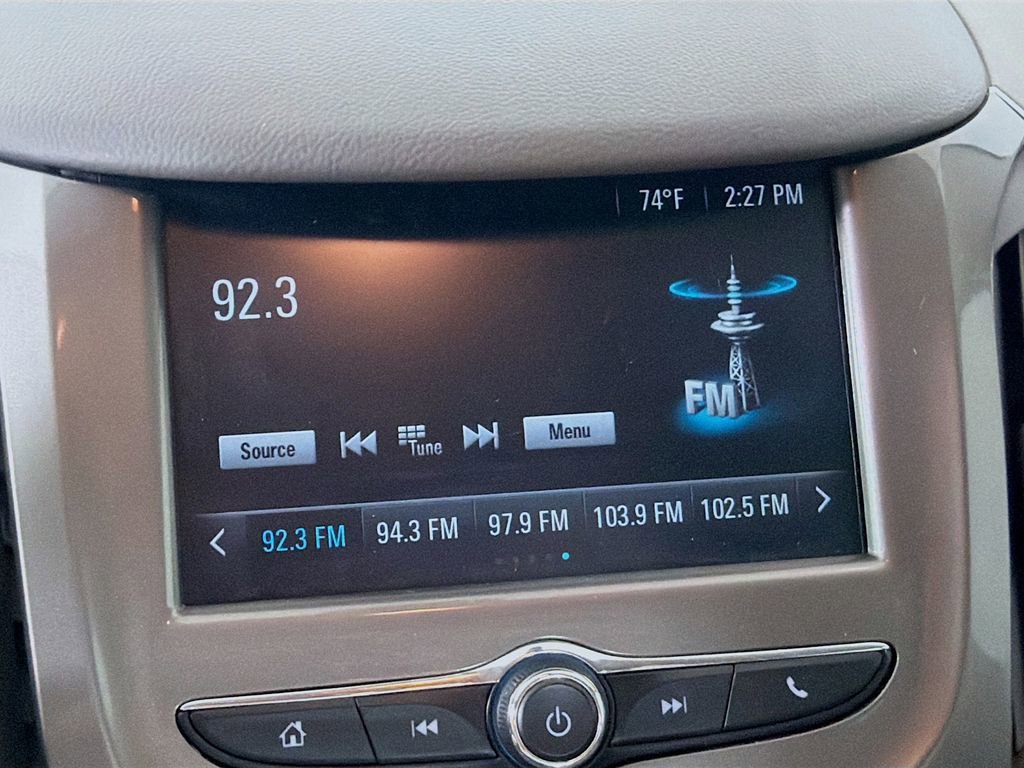 74°F 2:27 PM
92.3
FM
Source Tune Menu
92.3 FM 94.3 FM 97.9 FM 103.9 FM 102.5 FM